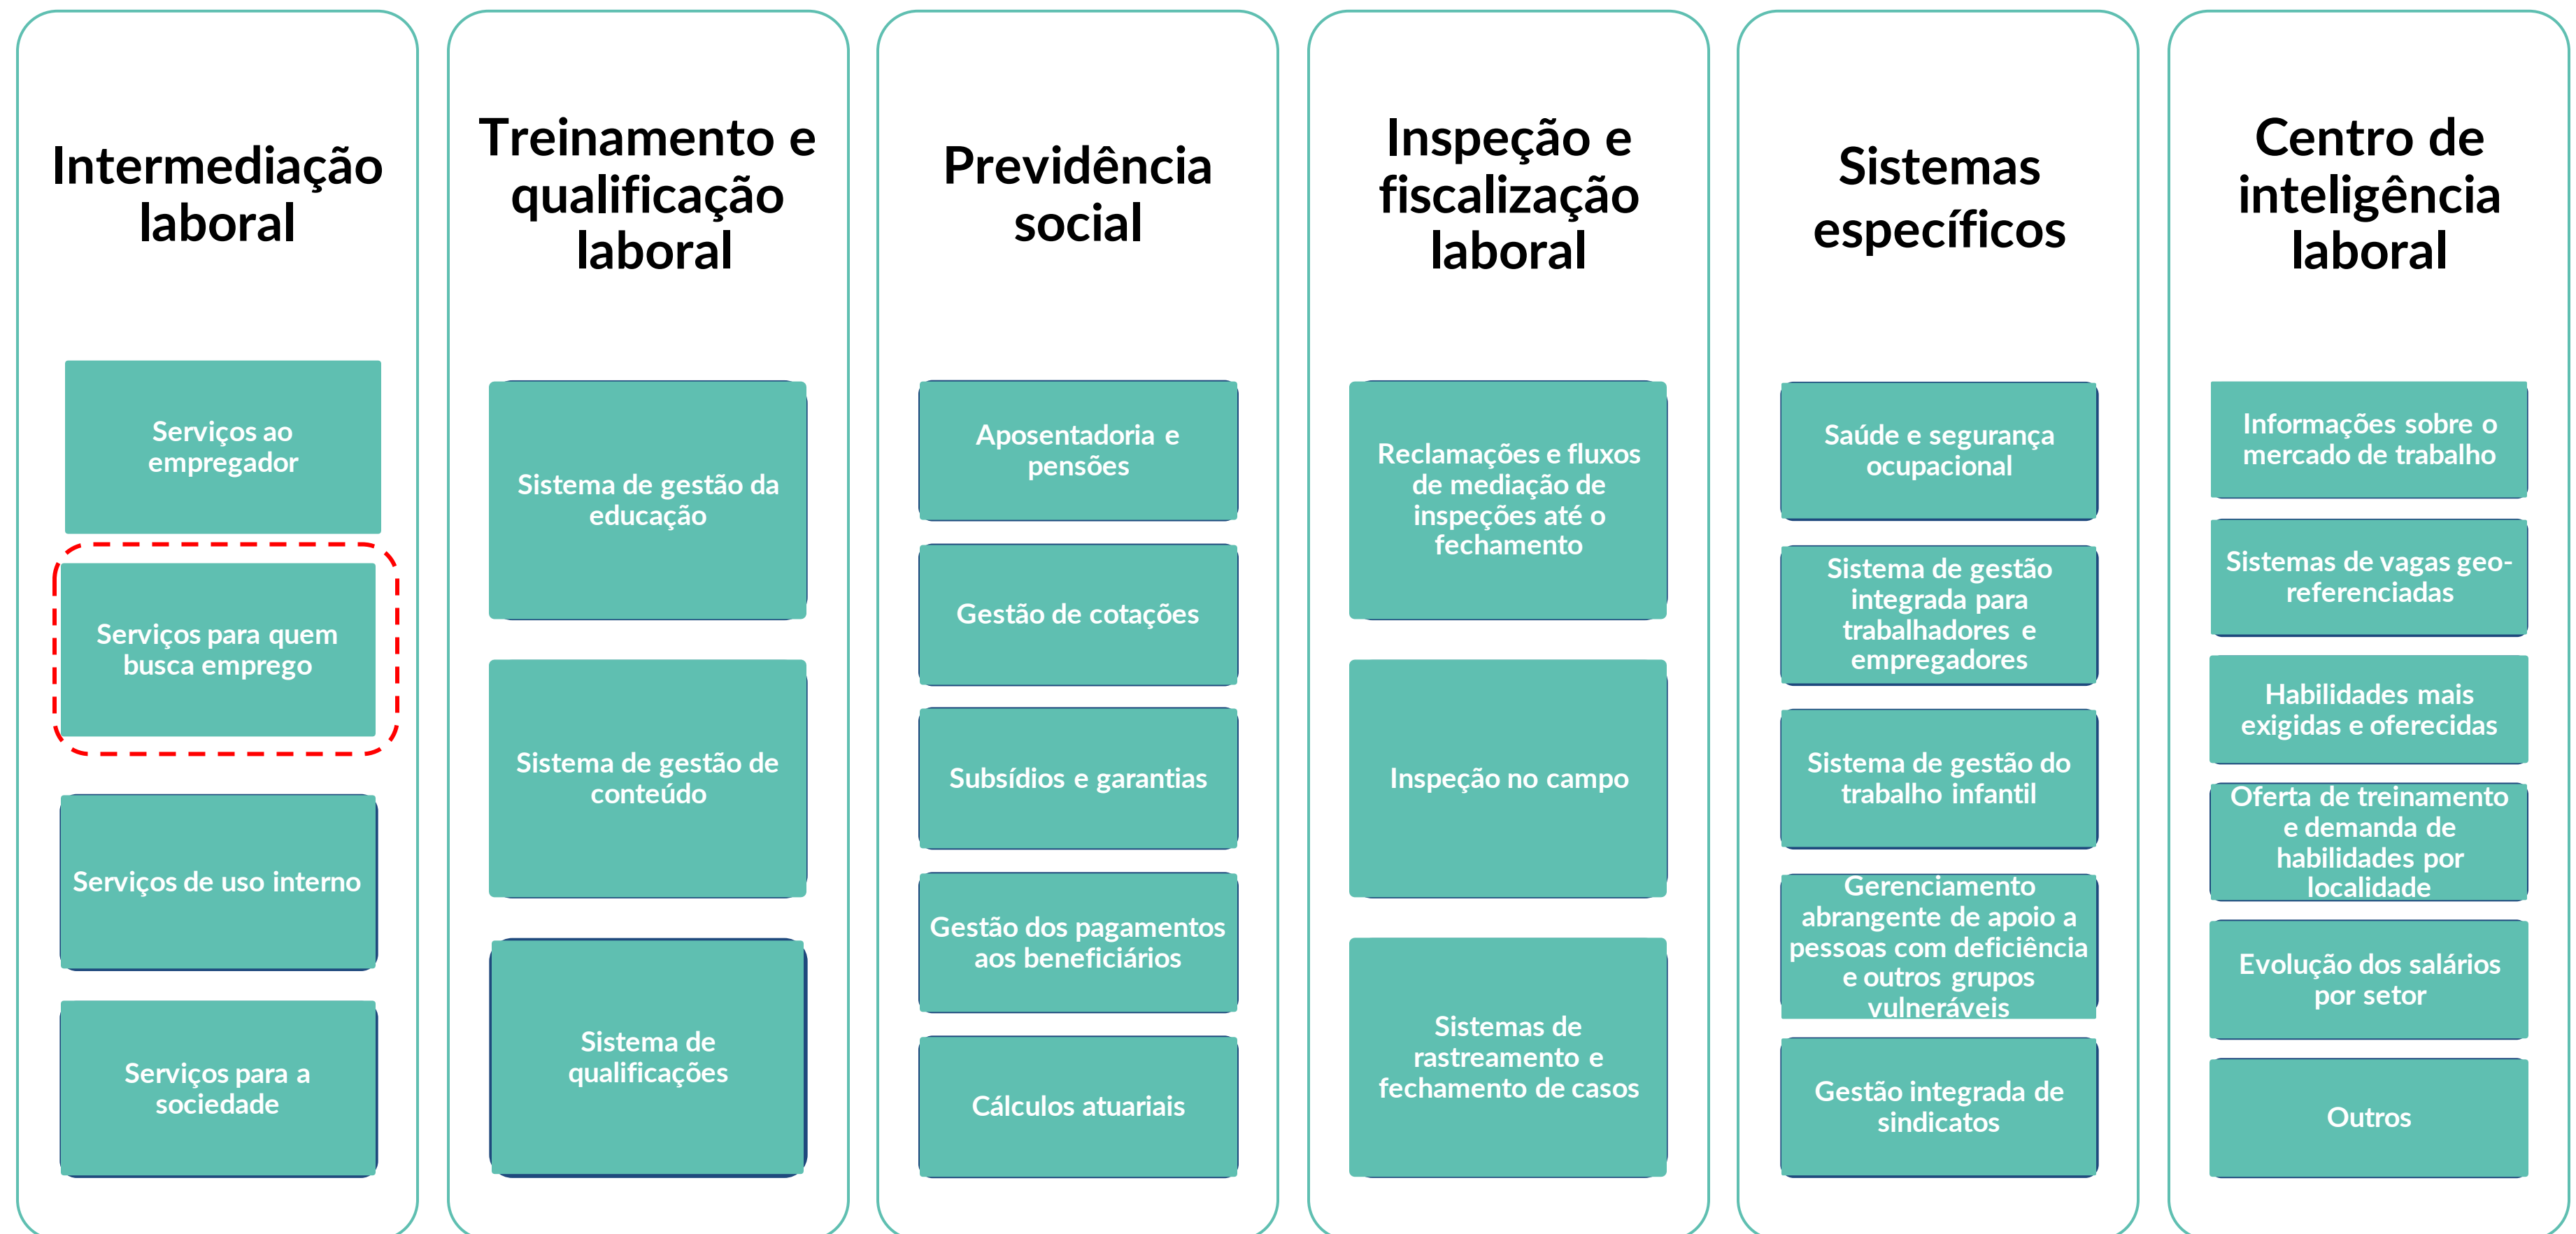 Intermediação
laboral
Serviços ao
empregador
Serviços para quem
busca emprego
Serviços de uso interno
Serviços para a
sociedade
Treinamento e
qualificação
laboral
Sistema de gestão da
educação
Sistema de gestão de
conteúdo
Sistema de
qualificações
Previdência
social
Aposentadoria e
pensões
Gestão de cotações
Subsídios e garantias
Gestão dos pagamentos
aos beneficiários
Cálculos atuariais
Inspeção e
fiscalização
laboral
Reclamações e fluxos
de mediação de
inspeções até o
fechamento
Inspeção no campo
Sistemas de
rastreamento e
fechamento de casos
Sistemas
específicos
Saúde e segurança
ocupacional
Sistema de gestão
integrada para
trabalhadores e
empregadores
Sistema de gestão do
trabalho infantil
Gerenciamento
abrangente de apoio a
pessoas com deficiência
e outros grupos
vulneráveis
Gestão integrada de
sindicatos
Centro de
inteligência
laboral
Informações sobre o
mercado de trabalho
Sistemas de vagas geo-
referenciadas
Habilidades mais
exigidas e oferecidas
Oferta de treinamento
e demanda de
habilidades por
localidade
Evolução dos salários
por setor
Outros